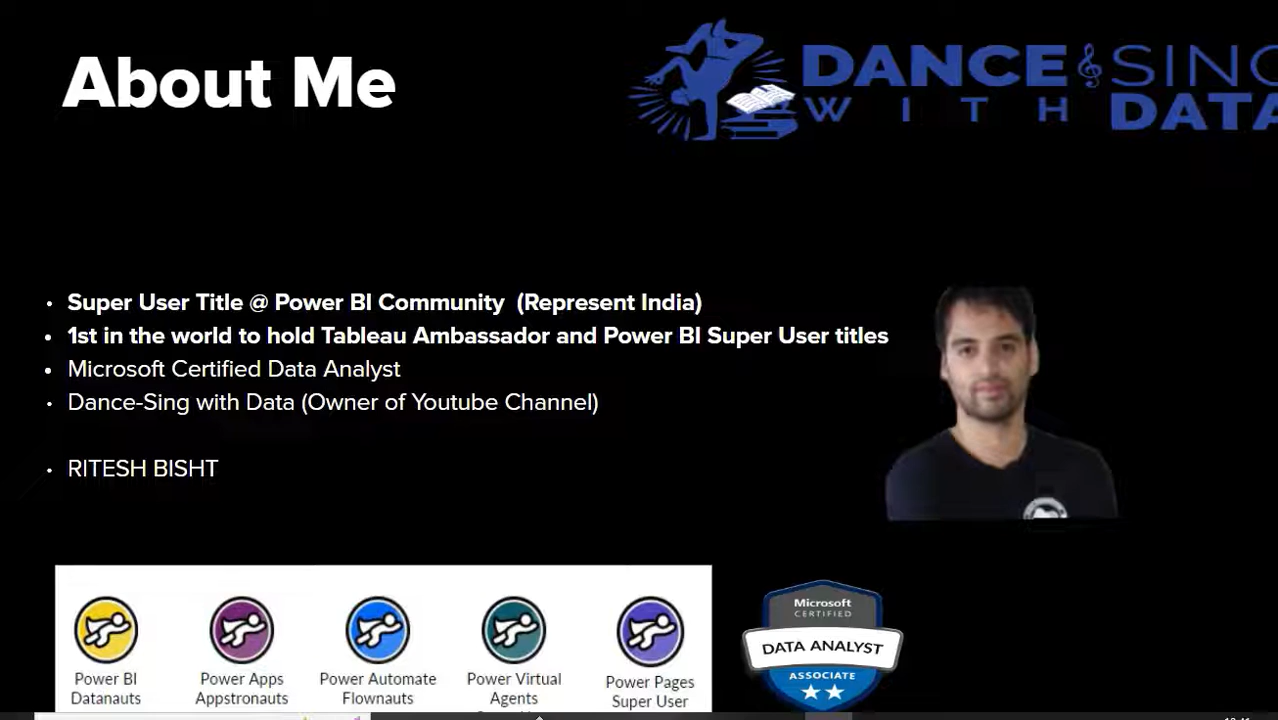 About Me
DANCE & SING
WITH DATA
• Super User Title @ Power BI Community (Represent India)
• 1st in the world to hold Tableau Ambassador and Power BI Super User titles
• Microsoft Certified Data Analyst
• Dance-Sing with Data (Owner of Youtube Channel)
• RITESH BISHT
Power BI
Datanauts
Power Apps
Appstronauts
Power Automate
Flownauts
Power Virtual
Agents
Power Pages
Super User
Microsoft
CERTIFIED
DATA ANALYST
ASSOCIATE